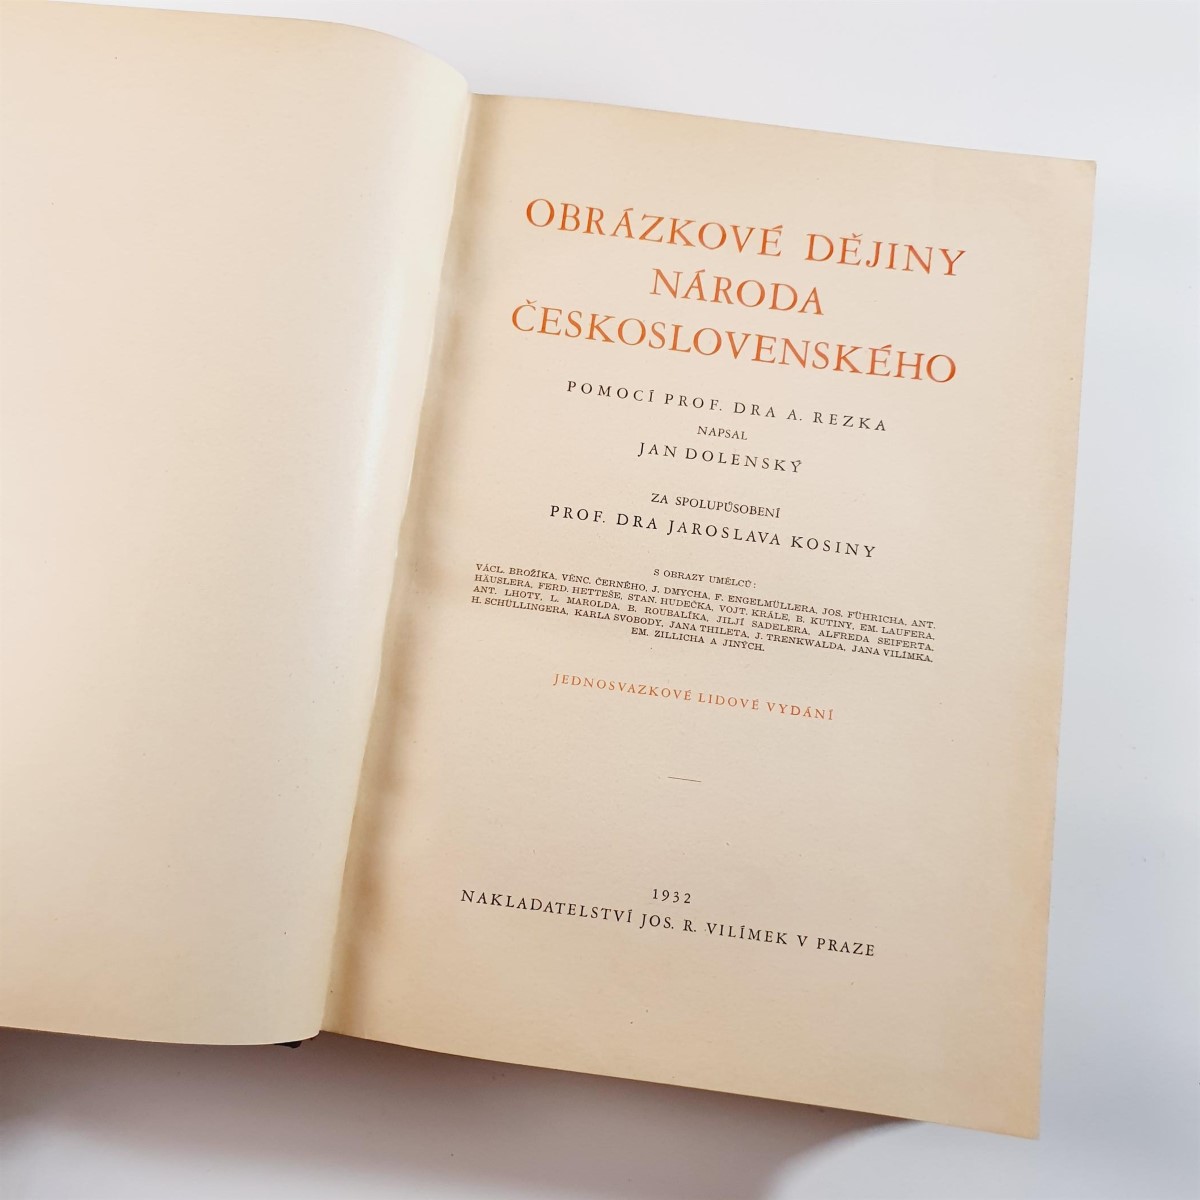 OBRÁZKOVÉ DĚJINY
NÁRODA
ČESKOSLOVENSKÉHO
POMOCÍ PROF. DRA A. REZKA
NAPSAL
JAN DOLENSKÝ
ZA SPOLUPŮSOBENÍ
PROF. DRA JAROSLAVA KOSINY
S OBRAZY UMĚLCŮ:
VÁCL. BROŽÍKA, VĚNC. ČERNÉHO, J. DMYCHA, F. ENGELMÜLLERA, JOS. FÜHRICHA, ANT.
HÄUSLERA, FERD. HETTEŠE, STAN. HUDEČKA, VOJT. KRÁLE, B. KUTINY, EM. LAUFERA,
ANT. LHOTY, L. MAROLDA, B. ROUBALÍKA, JILJÍ SADELERA, ALFREDA SEIFERTA,
H. SCHÜLLINGERA, KARLA SVOBODY, JANA THILETA, J. TRENKWALDA, JANA VILÍMKA,
EM. ZILLICHA A JINÝCH.
JEDNOSVAZKOVÉ LIDOVÉ VYDÁNÍ
1932
NAKLADATELSTVÍ JOS. R. VILÍMEK V PRAZE